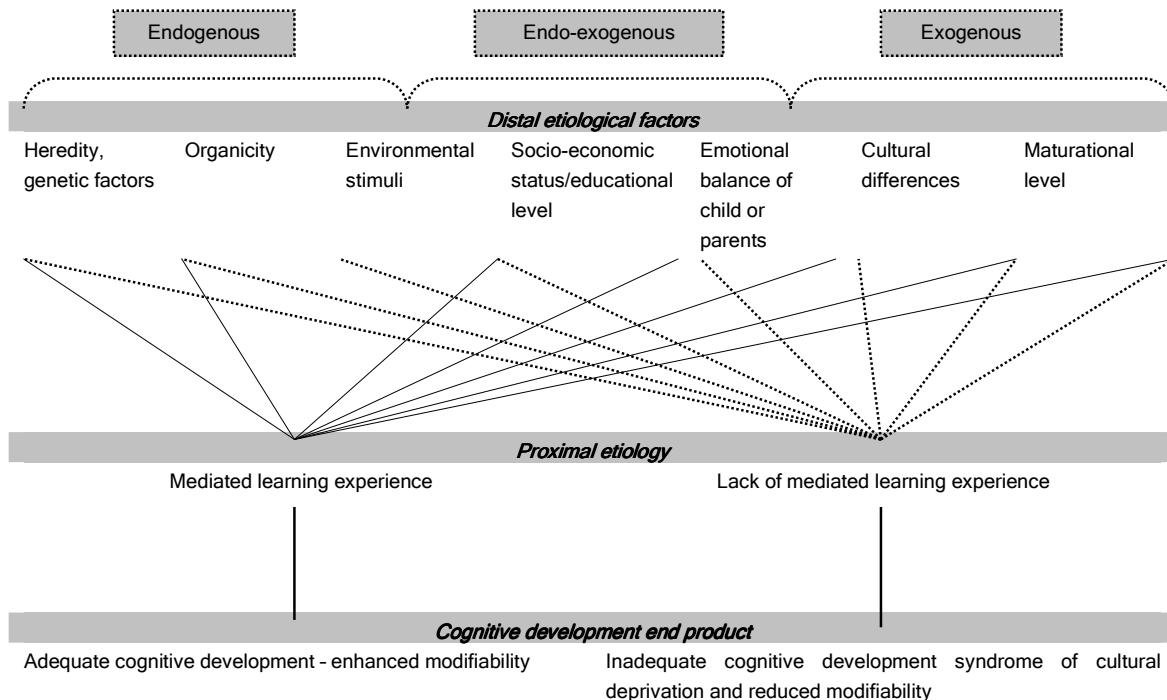 Endogenous
Endo-exogenous
Exogenous
Distal etiological factors
Heredity,
genetic factors
Organicity
Environmental
stimuli
Socio-economic
status/educational
level
Emotional
balance of
child or
parents
Cultural
differences
Maturational
level
Proximal etiology
Mediated learning experience
Lack of mediated learning experience
Cognitive development end product
Adequate cognitive development - enhanced modifiability
Inadequate cognitive development syndrome of cultural
deprivation and reduced modifiability